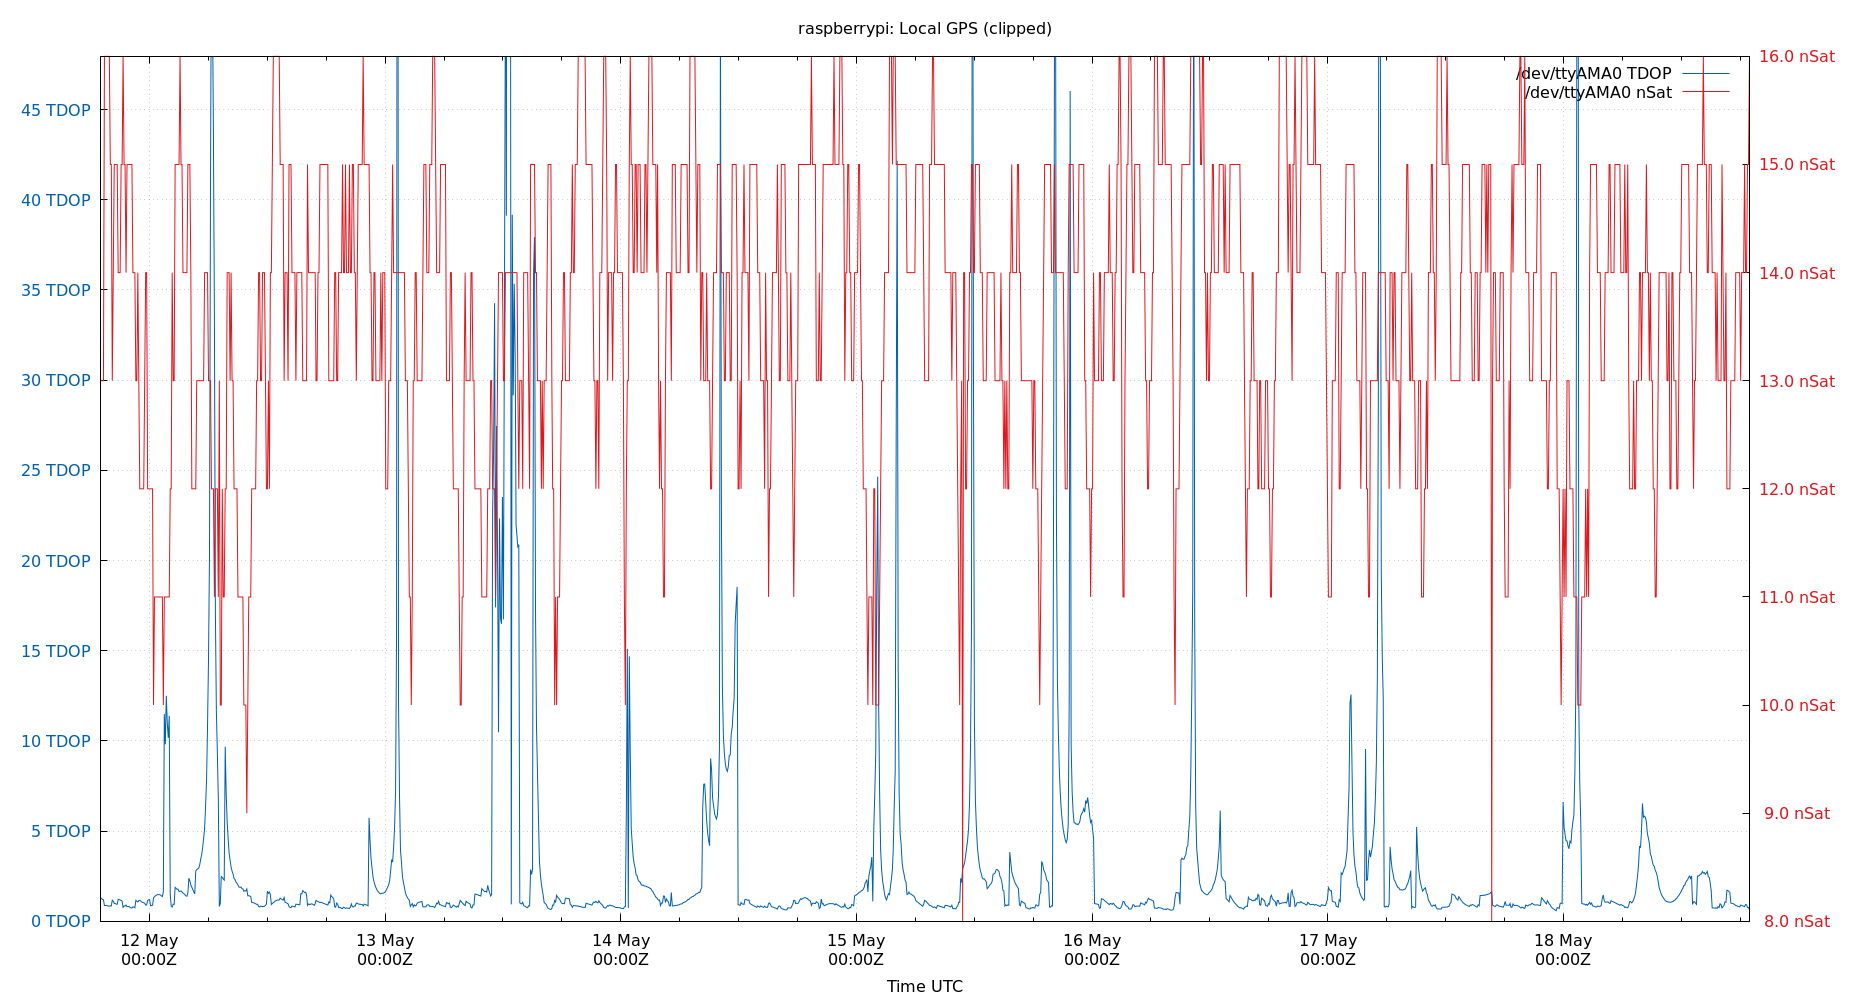 raspberrypi: Local GPS (clipped)
16.0 nSat
/dev/ttyAMA0 TDOP
/dev/ttyAMA0 nSat
45 TDOP
15.0 nSat
40 TDOP
14.0 nSat
35 TDOP
30 TDOP
13.0 nSat
25 TDOP
12.0 nSat
20 TDOP
11.0 nSat
15 TDOP
10.0 nSat
10 TDOP
9.0 nSat
5 TDOP
0 TDOP
8.0 nSat
12 May 13 May 14 May 15 May 16 May 17 May 18 May
00:00Z 00:00Z 00:00Z 00:00Z 00:00Z 00:00Z 00:00Z
Time UTC